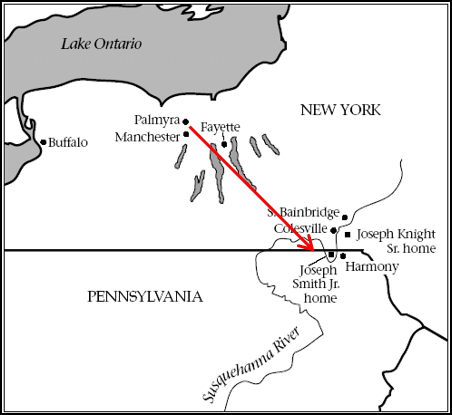 Lake Ontario
NEW YORK
Palmyra
Manchester
Fayette
Buffalo
S. Bainbridge
Colesville
Joseph Knight
Sr. home
Joseph
Smith Jr.
home
Harmony
PENNSYLVANIA
Susquehanna River